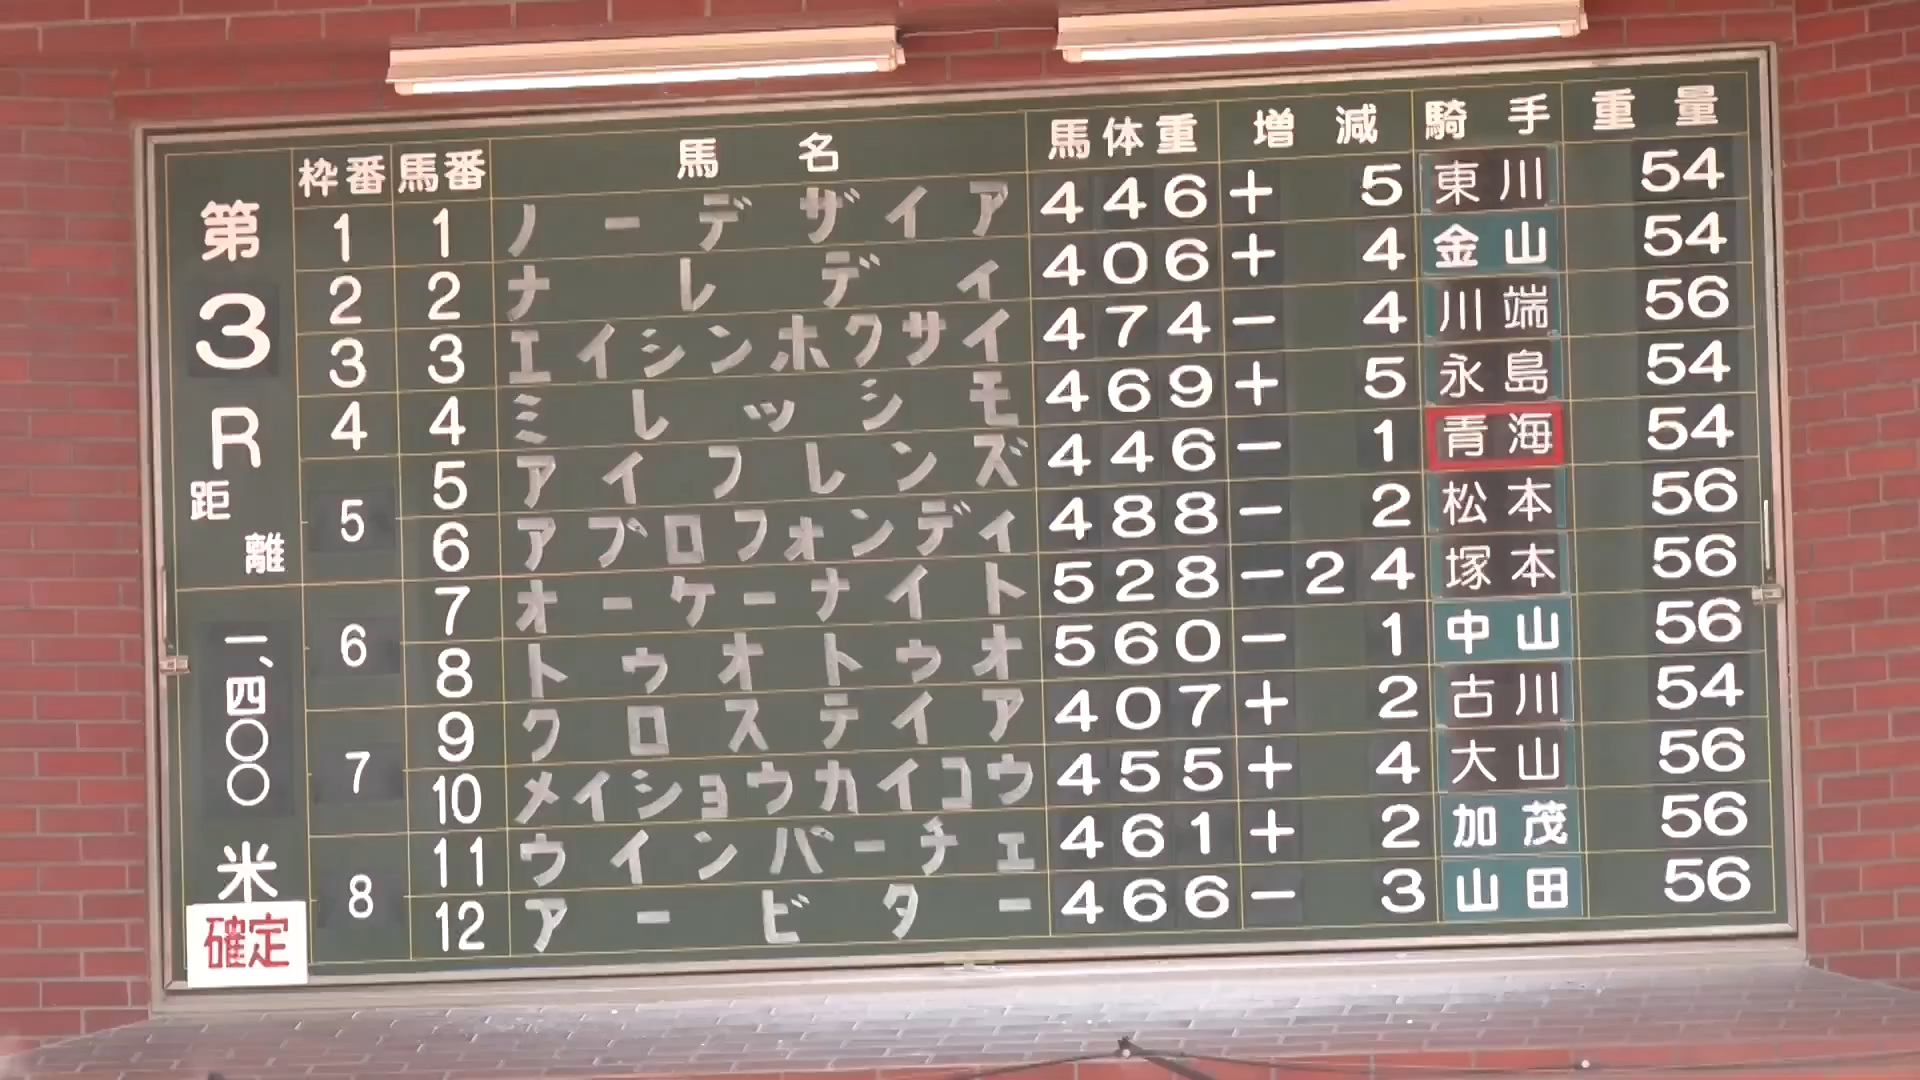 枠番 馬番 馬名 馬体重 増減 騎手 重量
第3R
距離
一、四〇〇米
確定
1 1 ノーデザイア 446 + 5 東川 54
2 2 ナレディ 406 + 4 金山 54
3 3 エイシンホクサイ 474 − 4 川端 56
4 4 ミレッシモ 469 + 5 永島 54
5 5 アイフレンズ 446 − 1 青海 54
6 アプロフォンディ 488 − 2 松本 56
6 7 オーケーナイト 528 − 24 塚本 56
8 トゥオトゥオ 560 − 1 中山 56
7 9 クロステイア 407 + 2 古川 54
10 メイショウカイコウ 455 + 4 大山 56
8 11 ウインバーチェ 461 + 2 加茂 56
12 アービター 466 − 3 山田 56